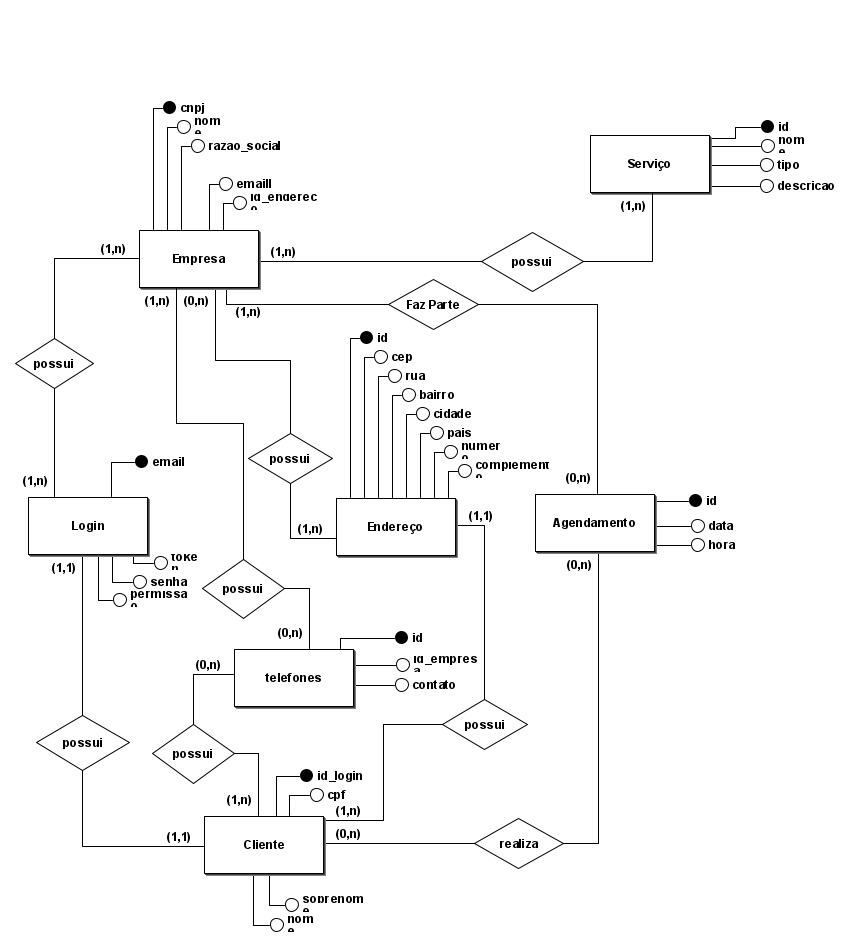 cnpj
nome
razao_social
emaill
id_endereco
id
nome
tipo
descricao
Serviço
(1,n)
Empresa
(1,n)
(1,n)
possui
(1,n)
(0,n)
(1,n)
Faz Parte
possui
id
cep
rua
bairro
cidade
pais
numero
complemento
possui
email
(1,n)
(0,n)
Login
(1,n)
Endereço
(1,1)
Agendamento
id
data
hora
(1,1)
token
senha
permissao
(0,n)
possui
(0,n)
id
(0,n)
telefones
id_empresa
contato
possui
possui
possui
id_login
cpf
(1,n)
(1,n)
(1,1)
Cliente
(0,n)
realiza
sobrenome
nome